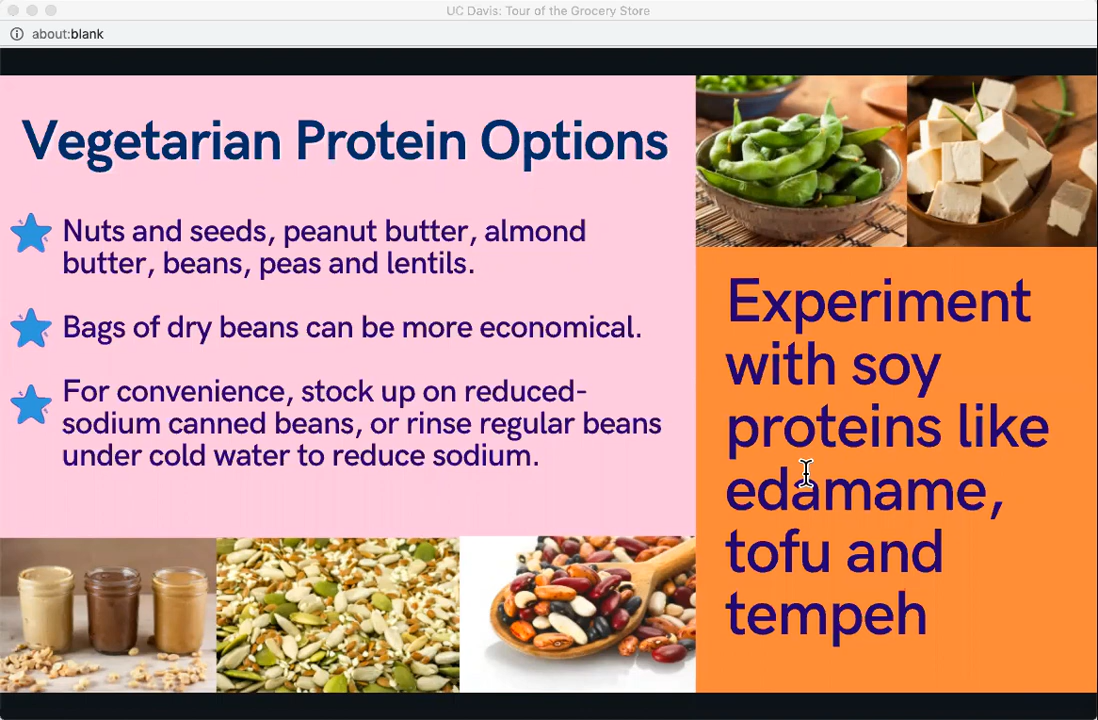 UC Davis: Tour of the Grocery Store
about:blank
Vegetarian Protein Options
Nuts and seeds, peanut butter, almond
butter, beans, peas and lentils.
Bags of dry beans can be more economical.
For convenience, stock up on reduced-
sodium canned beans, or rinse regular beans
under cold water to reduce sodium.
Experiment
with soy
proteins like
edamame,
tofu and
tempeh